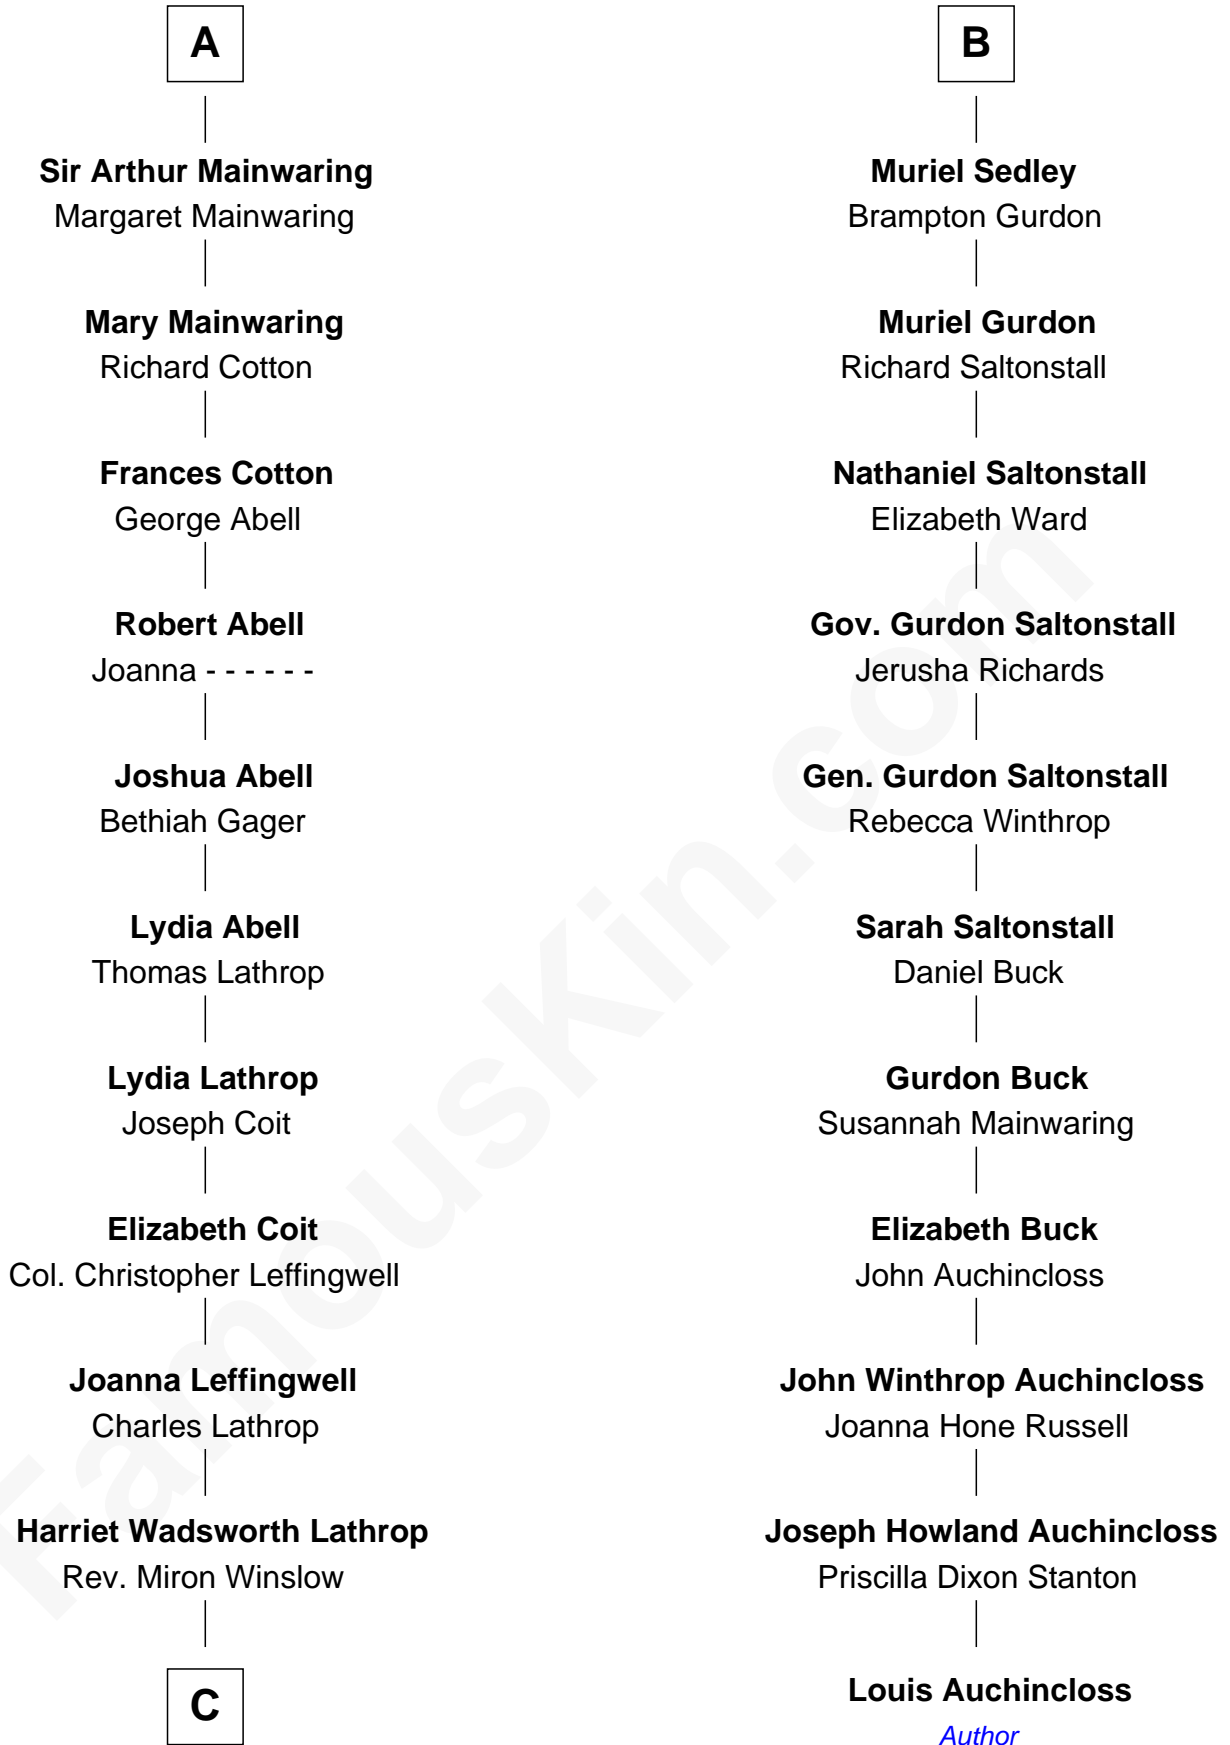 A
Sir Arthur Mainwaring
Margaret Mainwaring
Mary Mainwaring
Richard Cotton
Frances Cotton
George Abell
Robert Abell
Joanna - - - - - -
Joshua Abell
Bethiah Gager
Lydia Abell
Thomas Lathrop
Lydia Lathrop
Joseph Coit
Elizabeth Coit
Col. Christopher Leffingwell
Joanna Leffingwell
Charles Lathrop
Harriet Wadsworth Lathrop
Rev. Miron Winslow
C
B
Muriel Sedley
Brampton Gurdon
Muriel Gurdon
Richard Saltonstall
Nathaniel Saltonstall
Elizabeth Ward
Gov. Gurdon Saltonstall
Jerusha Richards
Gen. Gurdon Saltonstall
Rebecca Winthrop
Sarah Saltonstall
Daniel Buck
Gurdon Buck
Susannah Mainwaring
Elizabeth Buck
John Auchincloss
John Winthrop Auchincloss
Joanna Hone Russell
Joseph Howland Auchincloss
Priscilla Dixon Stanton
Louis Auchincloss
Author
FamousKin.com